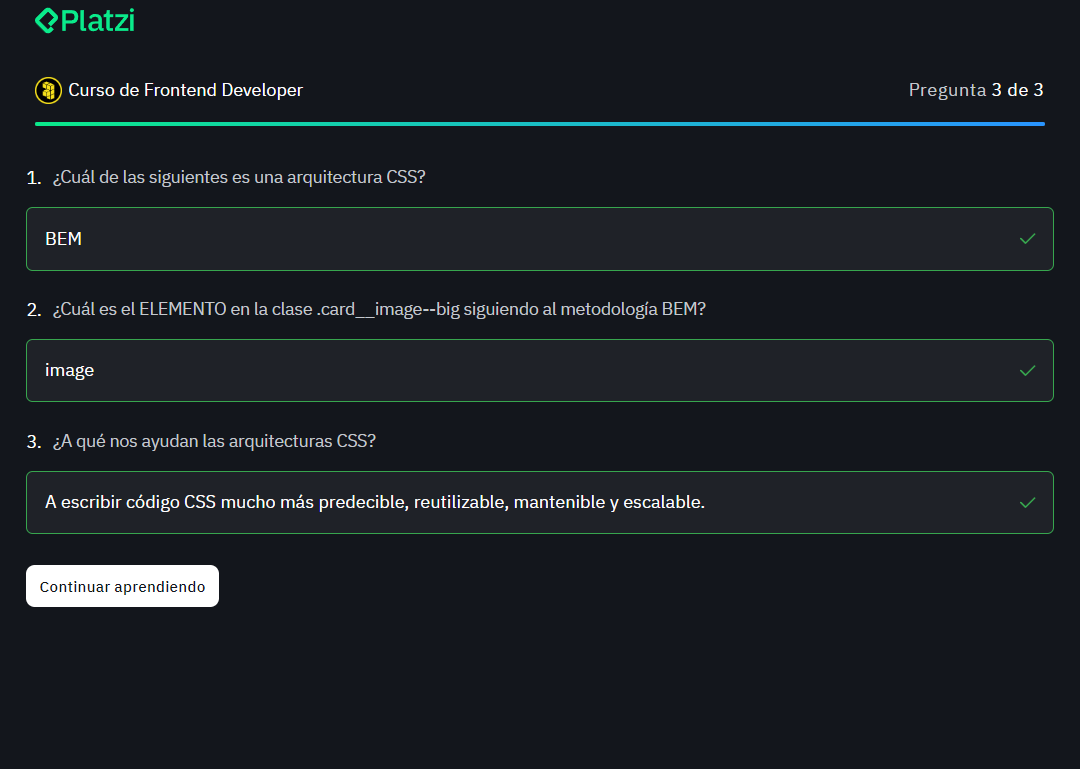 Platzi
Curso de Frontend Developer
Pregunta 3 de 3
1. ¿Cuál de las siguientes es una arquitectura CSS?
BEM
2. ¿Cuál es el ELEMENTO en la clase .card__image--big siguiendo al metodología BEM?
image
3. ¿A qué nos ayudan las arquitecturas CSS?
A escribir código CSS mucho más predecible, reutilizable, mantenible y escalable.
Continuar aprendiendo